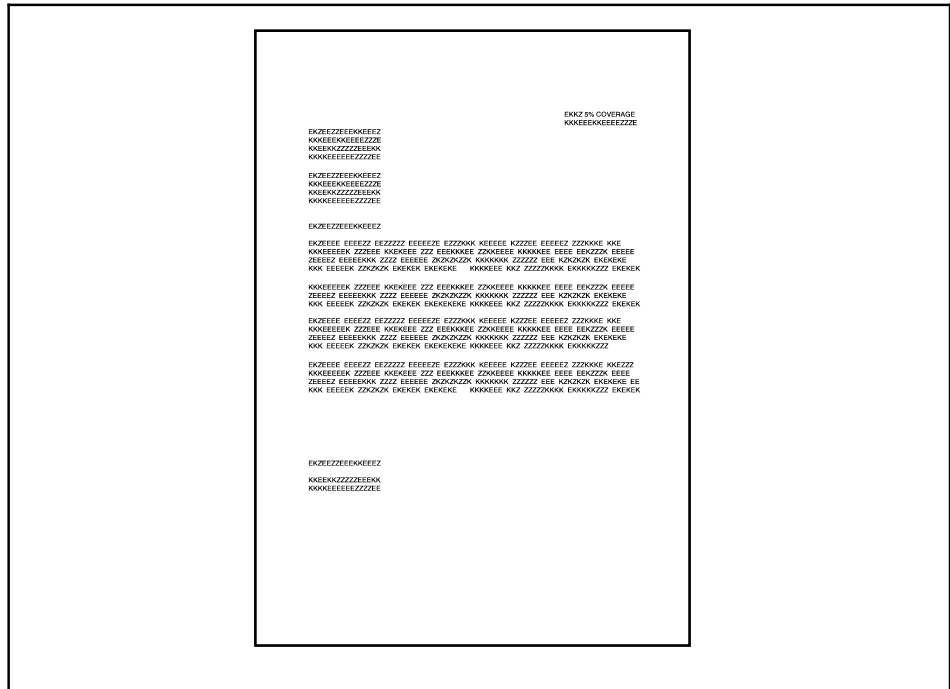 EKKZ 5% COVERAGE
KKKEEEKKEEEEZZZE
EKZEEZZEEEKKEEEZ
KKKEEEKKEEEEZZZE
KKEEKKZZZZZEEEKK
KKKKEEEEEEZZZZEE
EKZEEZZEEEKKEEEZ
KKKEEEKKEEEEZZZE
KKEEKKZZZZZEEEKK
KKKKEEEEEEZZZZEE
EKZEEZZEEEKKEEEZ
EKZEEEE EEEEZZ EEZZZZZ EEEEEZE EZZZKKK KEEEEE KZZZEE EEEEEZ ZZZKKKE KKE
KKKEEEEEK ZZZEEE KKEKEEE ZZZ EEEKKKEE ZZKKEEEE KKKKKEE EEEE EEKZZZK EEEEE
ZEEEEZ EEEEEKKK ZZZZ EEEEEE ZKZKZKZZK KKKKKKK ZZZZZZ EEE KZKZKZK EKEKEKE
KKK EEEEEK ZZKZKZK EKEKEK EKEKEKE KKKKEEE KKZ ZZZZZKKKK EKKKKKZZZ EKEKEK
KKKEEEEEK ZZZEEE KKEKEEE ZZZ EEEKKKEE ZZKKEEEE KKKKKEE EEEE EEKZZZK EEEEE
ZEEEEZ EEEEEKKK ZZZZ EEEEEE ZKZKZKZZK KKKKKKK ZZZZZZ EEE KZKZKZK EKEKEKE
KKK EEEEEK ZZKZKZK EKEKEK EKEKEKEKE KKKKEEE KKZ ZZZZZKKKK EKKKKKZZZ EKEKEK
EKZEEEE EEEEZZ EEZZZZZ EEEEEZE EZZZKKK KEEEEE KZZZEE EEEEEZ ZZZKKKE KKE
KKKEEEEEK ZZZEEE KKEKEEE ZZZ EEEKKKEE ZZKKEEEE KKKKKEE EEEE EEKZZZK EEEEE
ZEEEEZ EEEEEKKK ZZZZ EEEEEE ZKZKZKZZK KKKKKKK ZZZZZZ EEE KZKZKZK EKEKEKE
KKK EEEEEK ZZKZKZK EKEKEK EKEKEKEKE KKKKEEE KKZ ZZZZZKKKK EKKKKKZZZ
EKZEEEE EEEEZZ EEZZZZZ EEEEEZE EZZZKKK KEEEEE KZZZEE EEEEEZ ZZZKKKE KKEZZZ
KKKEEEEEK ZZZEEE KKEKEEE ZZZ EEEKKKEE ZZKKEEEE KKKKKEE EEEE EEKZZZK EEEE
ZEEEEZ EEEEEKKK ZZZZ EEEEEE ZKZKZKZZK KKKKKKK ZZZZZZ EEE KZKZKZK EKEKEKE EE
KKK EEEEEK ZZKZKZK EKEKEK EKEKEKE KKKKEEE KKZ ZZZZZKKKK EKKKKKZZZ EKEKEK
EKZEEZZEEEKKEEEZ
KKEEKKZZZZZEEEKK
KKKKEEEEEEZZZZEE